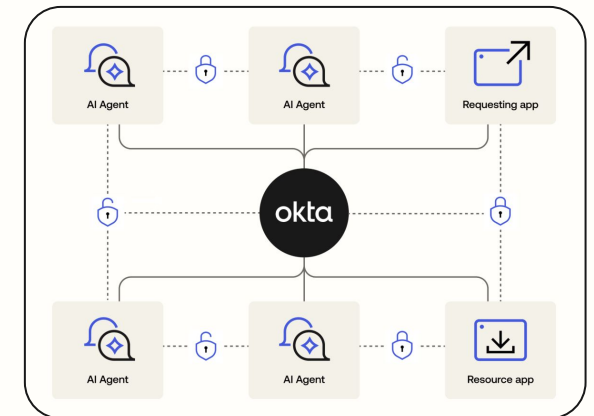 AI Agent
AI Agent
Requesting app
okta
AI Agent
AI Agent
Resource app